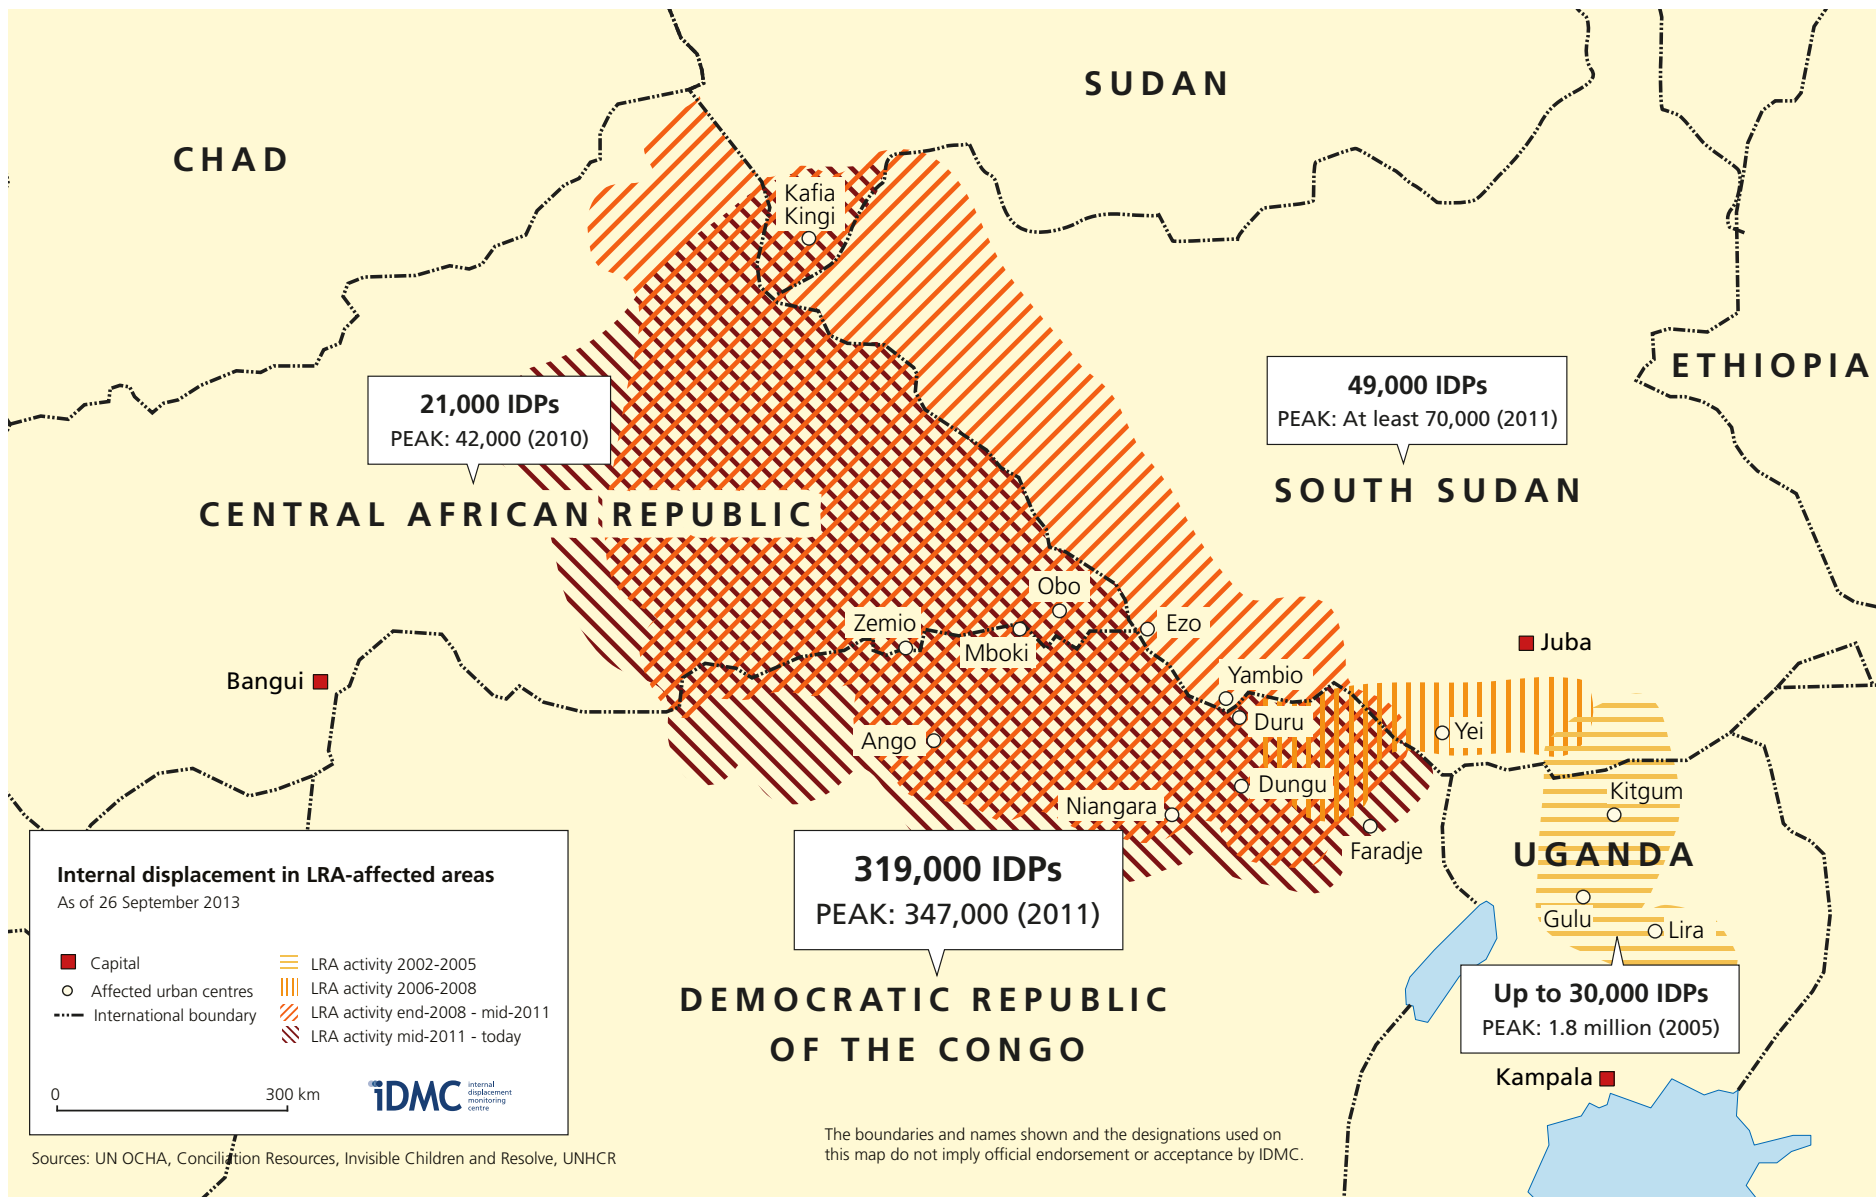 SUDAN
CHAD
Kafia
Kingi
ETHIOPIA
49,000 IDPs
PEAK: At least 70,000 (2011)
21,000 IDPs
PEAK: 42,000 (2010)
SOUTH SUDAN
CENTRAL AFRICAN REPUBLIC
Obo
Zemio
Ezo
Mboki
Juba
Bangui
Yambio
Duru
Yei
Ango
Dungu
Kitgum
Niangara
Faradje
UGANDA
319,000 IDPs
PEAK: 347,000 (2011)
Gulu
Lira
Up to 30,000 IDPs
PEAK: 1.8 million (2005)
DEMOCRATIC REPUBLIC
OF THE CONGO
Kampala
Internal displacement in LRA-affected areas
As of 26 September 2013
Capital
Affected urban centres
International boundary
LRA activity 2002-2005
LRA activity 2006-2008
LRA activity end-2008 - mid-2011
LRA activity mid-2011 - today
0 300 km
iDMC
internal
displacement
monitoring
centre
The boundaries and names shown and the designations used on
this map do not imply official endorsement or acceptance by IDMC.
Sources: UN OCHA, Conciliation Resources, Invisible Children and Resolve, UNHCR